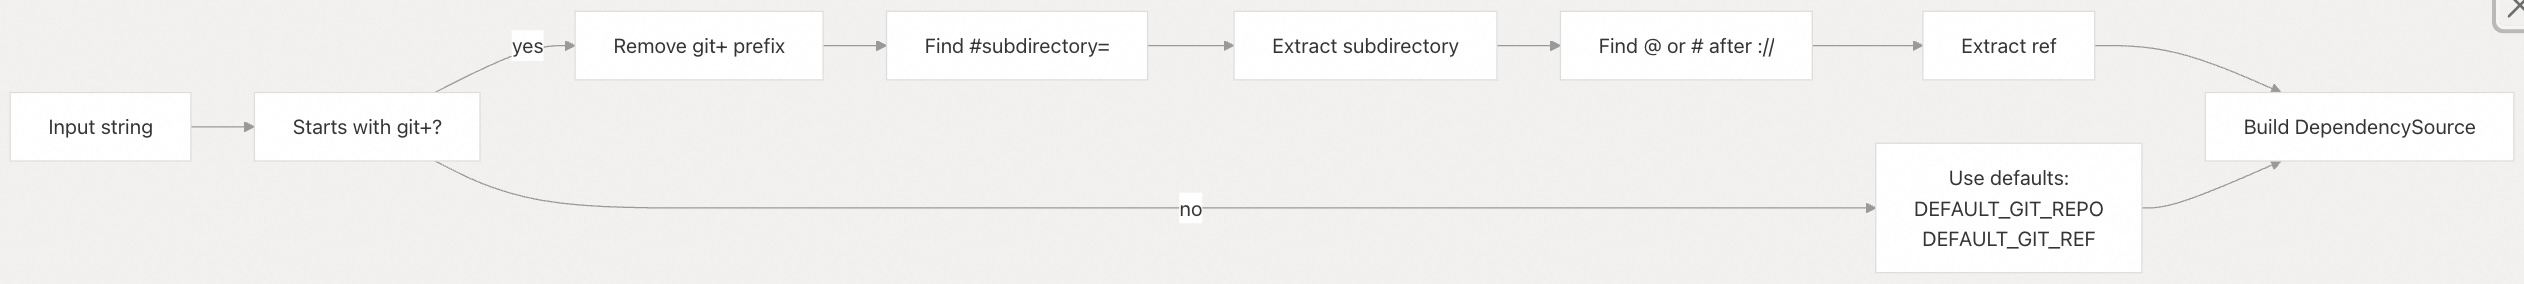 yes
Remove git+ prefix
Find #subdirectory=
Extract subdirectory
Find @ or # after ://
Extract ref
Input string
Starts with git+?
Build DependencySource
no
Use defaults:
DEFAULT_GIT_REPO
DEFAULT_GIT_REF